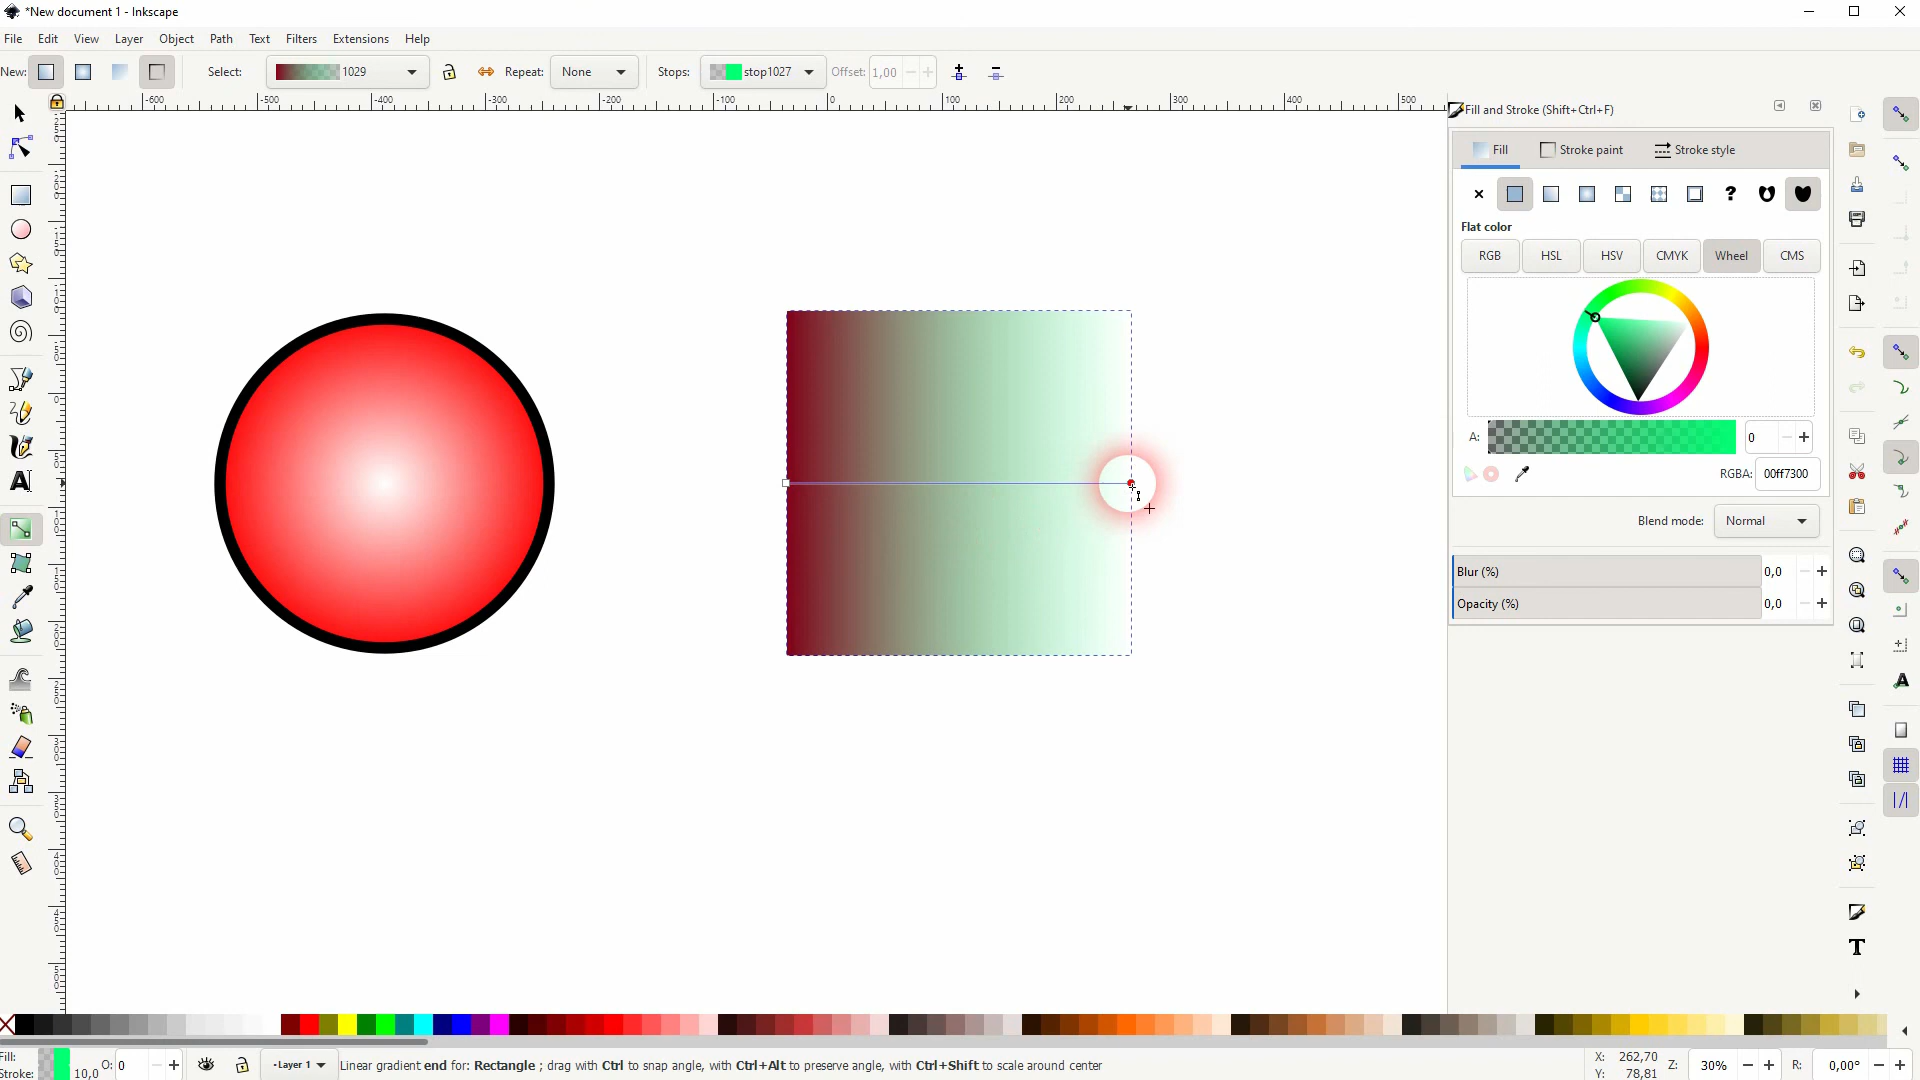 *New document 1 - Inkscape
File Edit View Layer Object Path Text Filters Extensions Help
New: Select: 1029 Repeat: None Stops: stop1027 Offset: 1,00
-600 -500 -400 -300 -200 -100 0 100 200 300 400 500
Fill and Stroke (Shift+Ctrl+F)
Fill Stroke paint Stroke style
Flat color
RGB HSL HSV CMYK Wheel CMS
A: 0
RGBA: 00ff7300
Blend mode: Normal
Blur (%) 0,0
Opacity (%) 0,0
Fill:
Stroke: 10,0 O: 0 -Layer 1 Linear gradient end for: Rectangle ; drag with Ctrl to snap angle, with Ctrl+Alt to preserve angle, with Ctrl+Shift to scale around center
X: 262,70
Y: 78,81
Z: 30% R: 0,00°